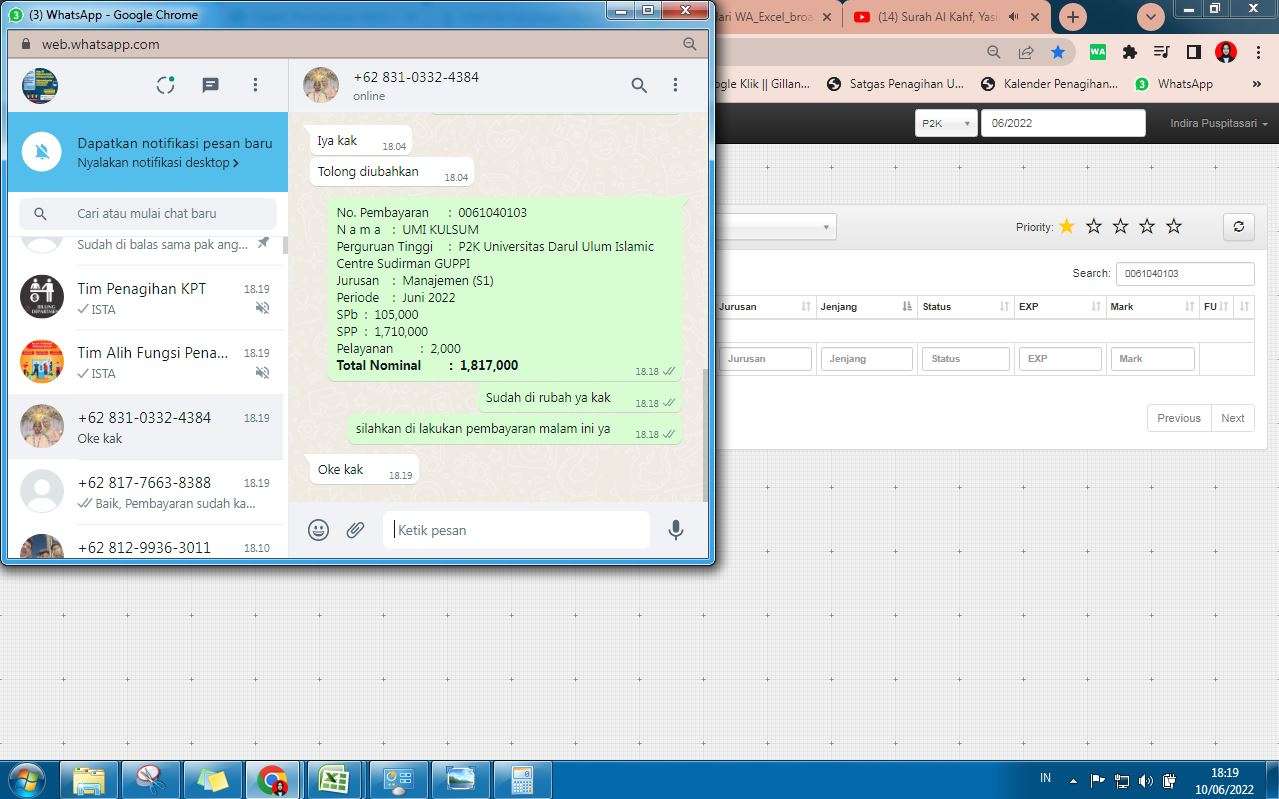 (3) WhatsApp - Google Chrome
web.whatsapp.com
Dapatkan notifikasi pesan baru
Nyalakan notifikasi desktop >
Cari atau mulai chat baru
Sudah di balas sama pak ang...
Tim Penagihan KPT 18.19
ISTA
Tim Alih Fungsi Pena... 18.19
ISTA
+62 831-0332-4384 18.19
Oke kak
+62 817-7663-8388 18.19
Baik, Pembayaran sudah ka...
+62 812-9936-3011 18.10
+62 831-0332-4384
online
Iya kak 18.04
Tolong diubahkan 18.04
No. Pembayaran : 0061040103
N a m a : UMI KULSUM
Perguruan Tinggi : P2K Universitas Darul Ulum Islamic
Centre Sudirman GUPPI
Jurusan : Manajemen (S1)
Periode : Juni 2022
SPb : 105,000
SPP : 1,710,000
Pelayanan : 2,000
Total Nominal : 1,817,000
18.18
Sudah di rubah ya kak 18.18
silahkan di lakukan pembayaran malam ini ya 18.18
Oke kak 18.19
Ketik pesan
lari WA_Excel_broa
(14) Surah Al Kahf, Yasi
WA
ogle Klik || Gillan...
Satgas Penagihan U...
Kalender Penagihan...
3 WhatsApp
»
P2K
06/2022
Indira Puspitasari
Priority:
Search: 0061040103
Jurusan Jenjang Status EXP Mark FU
Jurusan Jenjang Status EXP Mark
Previous Next
IN
18:19
10/06/2022